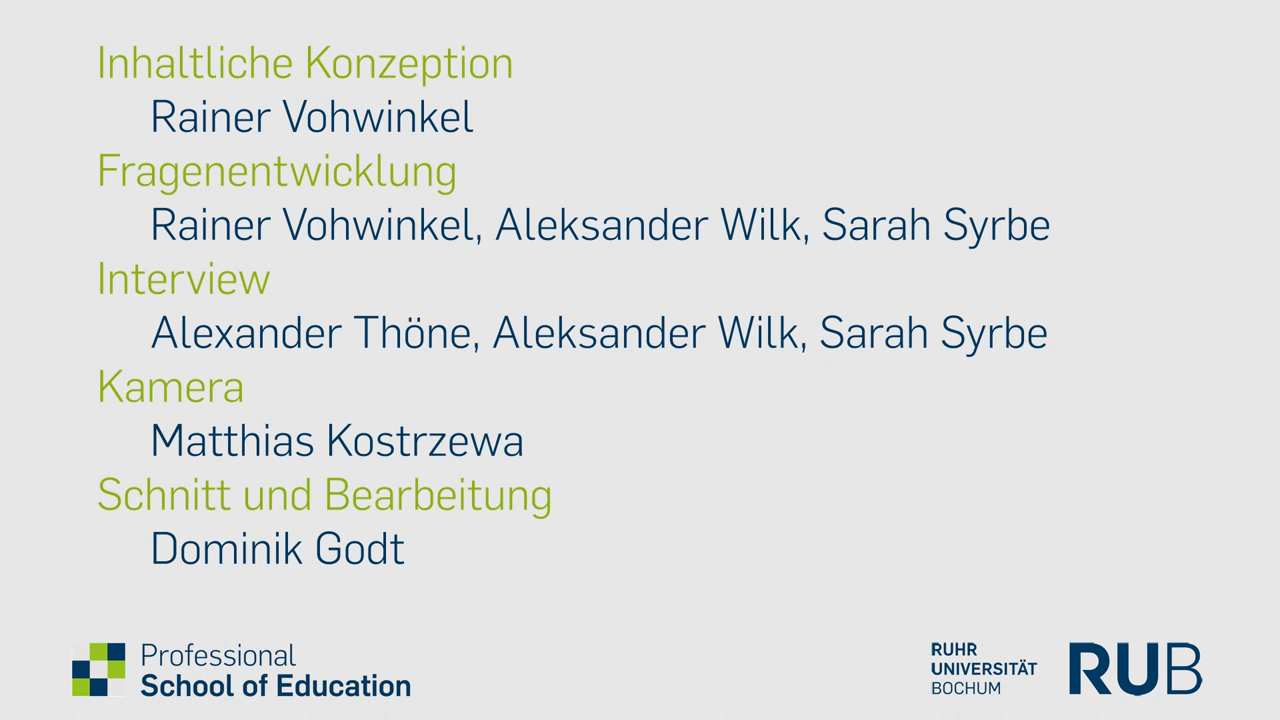 Inhaltliche Konzeption
Rainer Vohwinkel
Fragenentwicklung
Rainer Vohwinkel, Aleksander Wilk, Sarah Syrbe
Interview
Alexander Thöne, Aleksander Wilk, Sarah Syrbe
Kamera
Matthias Kostrzewa
Schnitt und Bearbeitung
Dominik Godt
Professional
School of Education
RUHR
UNIVERSITÄT
BOCHUM
RUB